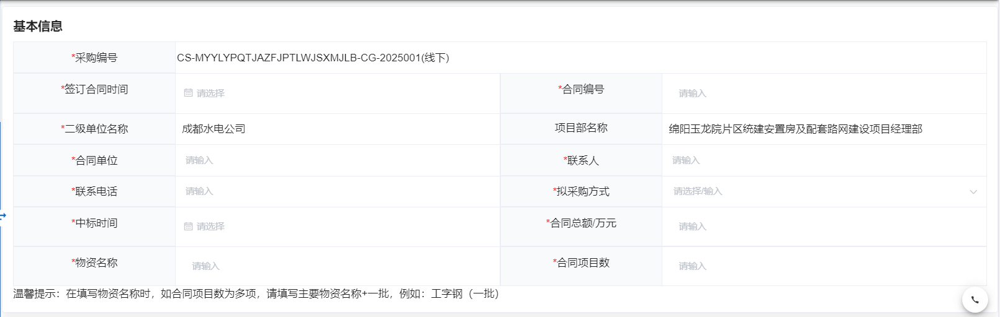 基本信息
*采购编号 CS-MYYLYPQTJAZFJPTLWJSXMJLB-CG-2025001(线下)
*签订合同时间 请选择 *合同编号 请输入
*二级单位名称 成都水电公司 项目部名称 绵阳玉龙院片区统建安置房及配套路网建设项目经理部
*合同单位 请输入 *联系人 请输入
*联系电话 请输入 *拟采购方式 请选择/输入
*中标时间 请选择 *合同总额/万元 请输入
*物资名称 请输入 *合同项目数 请输入
温馨提示：在填写物资名称时，如合同项目数为多项，请填写主要物资名称+一批，例如：工字钢（一批）